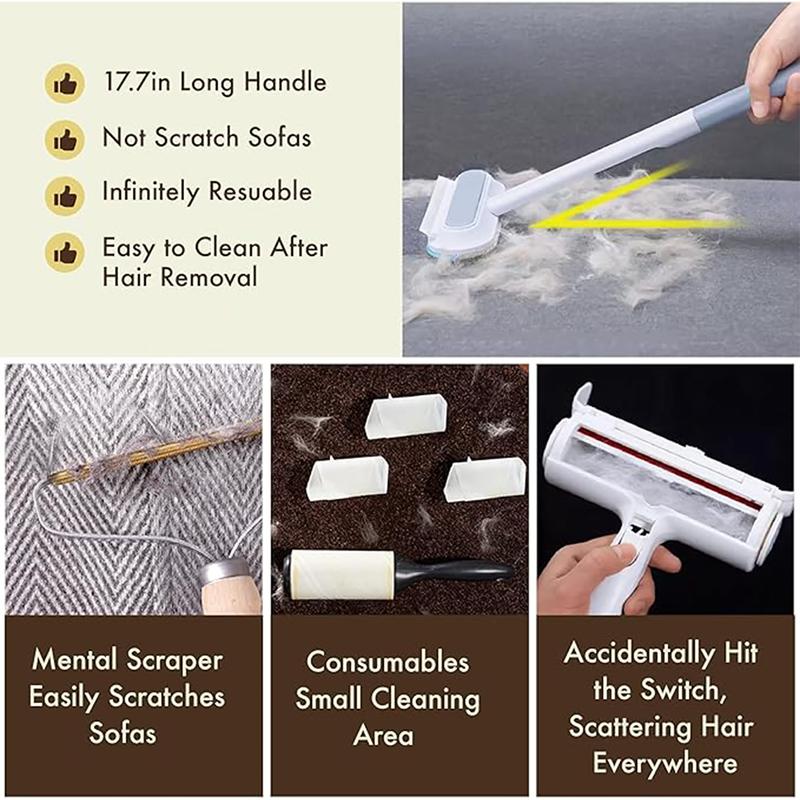 17.7in Long Handle
Not Scratch Sofas
Infinitely Resuable
Easy to Clean After
Hair Removal
Mental Scraper
Easily Scratches
Sofas
Consumables
Small Cleaning
Area
Accidentally Hit
the Switch,
Scattering Hair
Everywhere